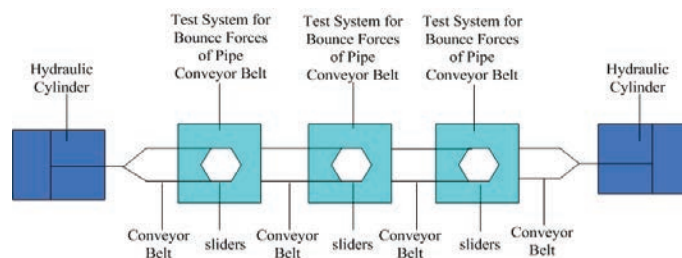 Test System for
Bounce Forces
of Pipe
Conveyor Belt
Test System for
Bounce Forces
of Pipe
Conveyor Belt
Test System for
Bounce Forces
of Pipe
Conveyor Belt
Hydraulic
Cylinder
Hydraulic
Cylinder
Conveyor
Belt
sliders
Conveyor
Belt
sliders
Conveyor
Belt
sliders
Conveyor
Belt